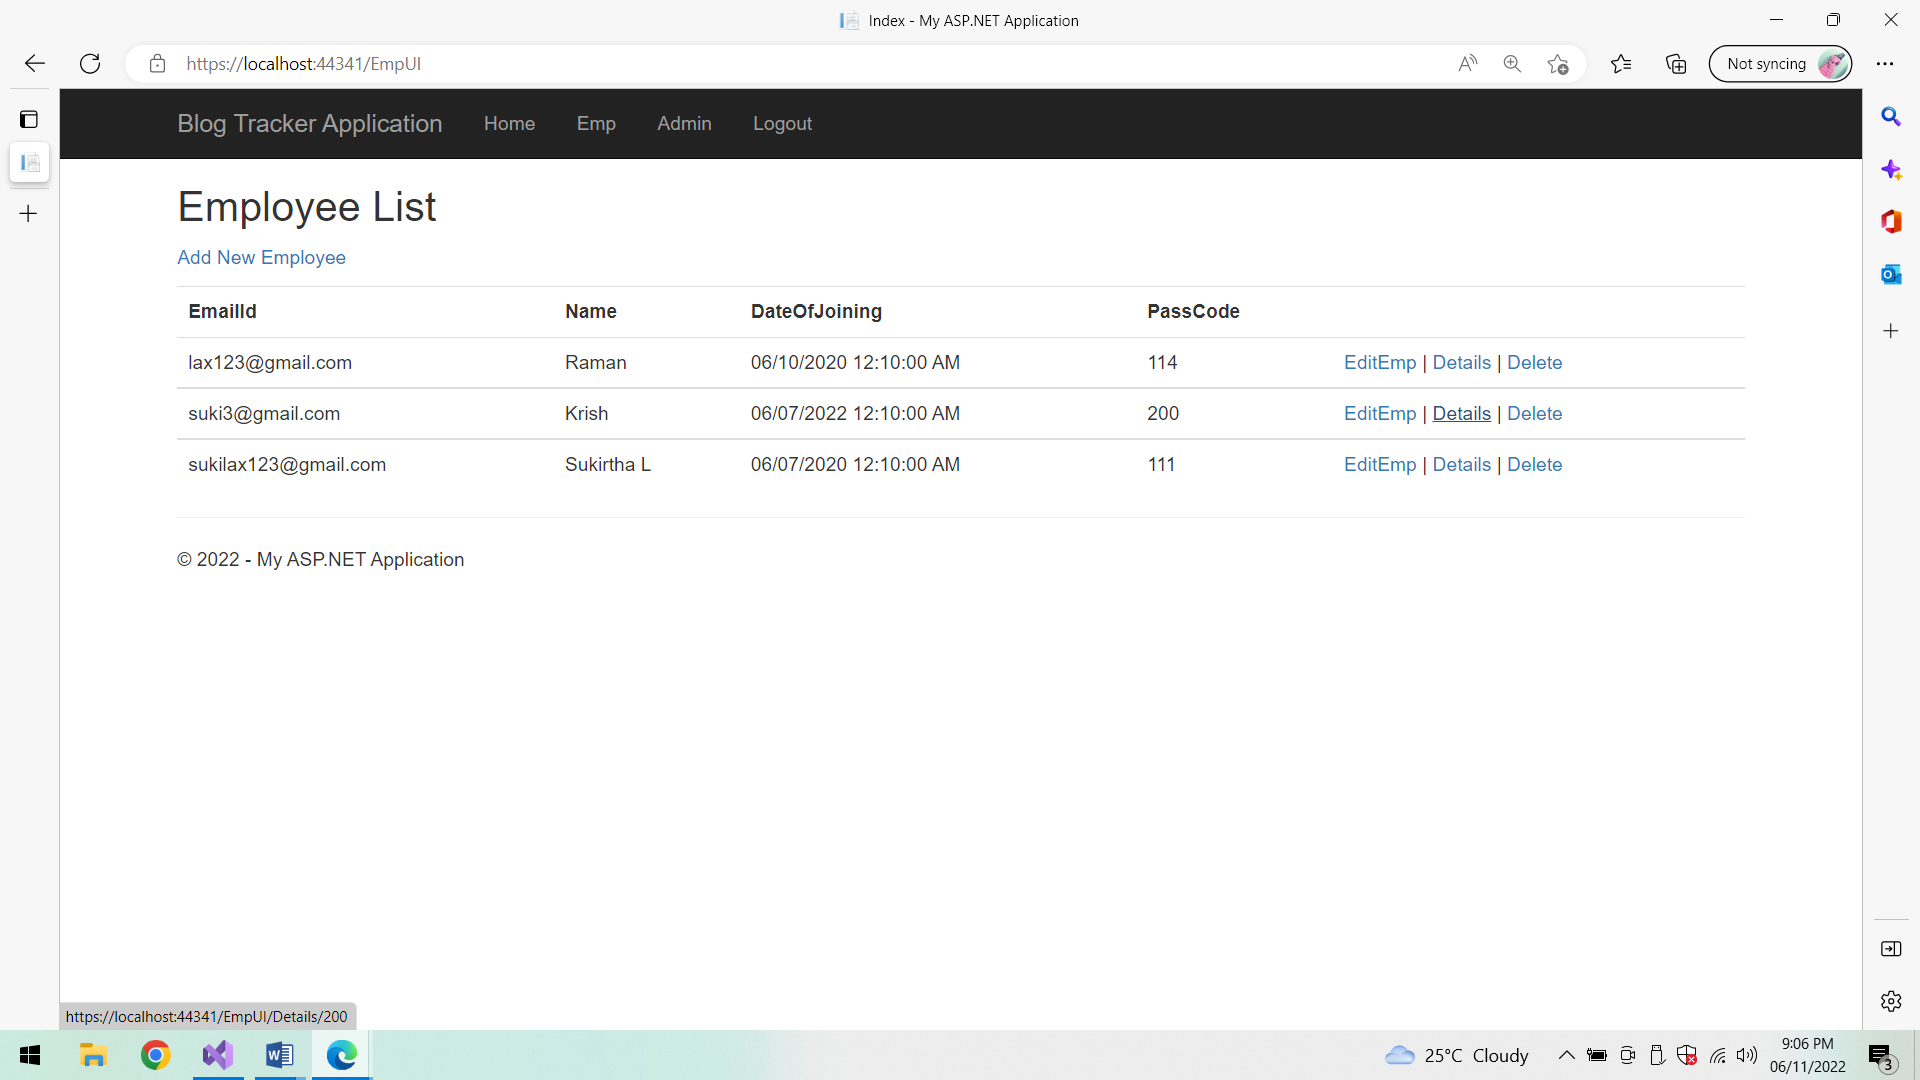 Index - My ASP.NET Application
https://localhost:44341/EmpUI
Not syncing
Blog Tracker Application Home Emp Admin Logout
Employee List
Add New Employee
EmailId Name DateOfJoining PassCode
lax123@gmail.com Raman 06/10/2020 12:10:00 AM 114 EditEmp | Details | Delete
suki3@gmail.com Krish 06/07/2022 12:10:00 AM 200 EditEmp | Details | Delete
sukilax123@gmail.com Sukirtha L 06/07/2020 12:10:00 AM 111 EditEmp | Details | Delete
© 2022 - My ASP.NET Application
https://localhost:44341/EmpUI/Details/200
25°C Cloudy
9:06 PM
06/11/2022
3